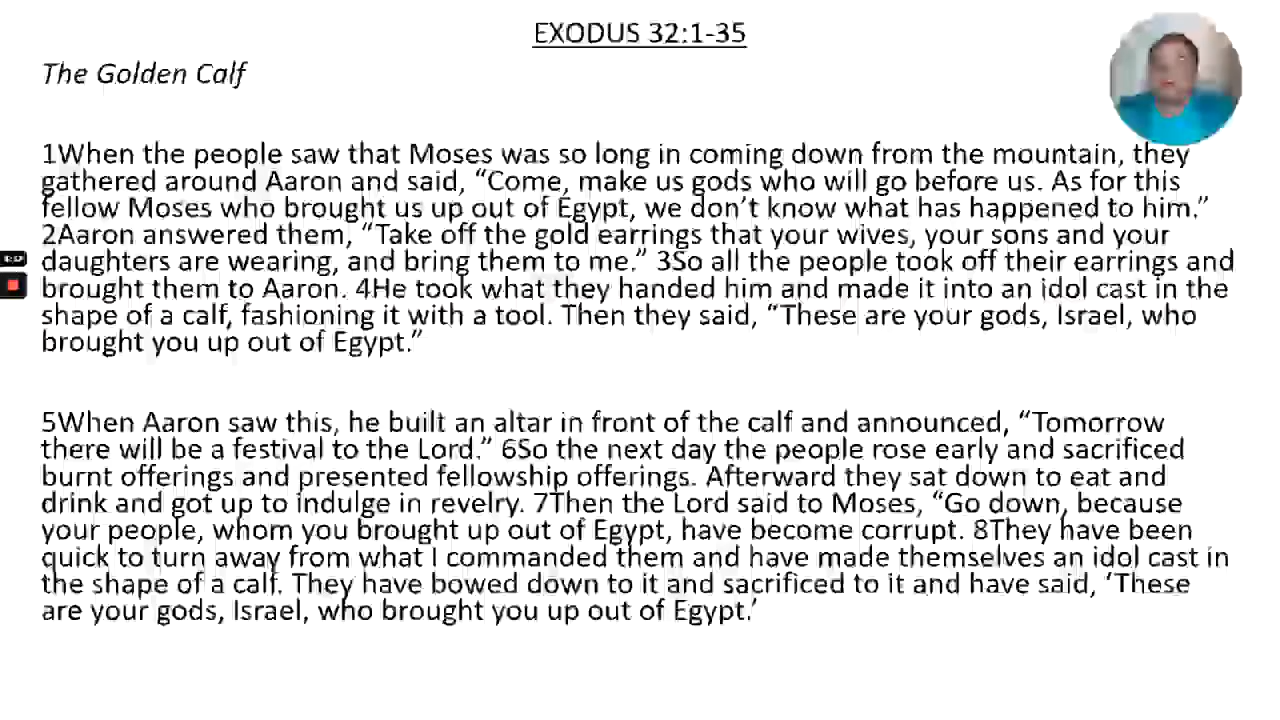 EXODUS 32:1-35
The Golden Calf
1When the people saw that Moses was so long in coming down from the mountain, they
gathered around Aaron and said, “Come, make us gods who will go before us. As for this
fellow Moses who brought us up out of Egypt, we don’t know what has happened to him.”
2Aaron answered them, “Take off the gold earrings that your wives, your sons and your
daughters are wearing, and bring them to me.” 3So all the people took off their earrings and
brought them to Aaron. 4He took what they handed him and made it into an idol cast in the
shape of a calf, fashioning it with a tool. Then they said, “These are your gods, Israel, who
brought you up out of Egypt.”
5When Aaron saw this, he built an altar in front of the calf and announced, “Tomorrow
there will be a festival to the Lord.” 6So the next day the people rose early and sacrificed
burnt offerings and presented fellowship offerings. Afterward they sat down to eat and
drink and got up to indulge in revelry. 7Then the Lord said to Moses, “Go down, because
your people, whom you brought up out of Egypt, have become corrupt. 8They have been
quick to turn away from what I commanded them and have made themselves an idol cast in
the shape of a calf. They have bowed down to it and sacrificed to it and have said, ‘These
are your gods, Israel, who brought you up out of Egypt.’